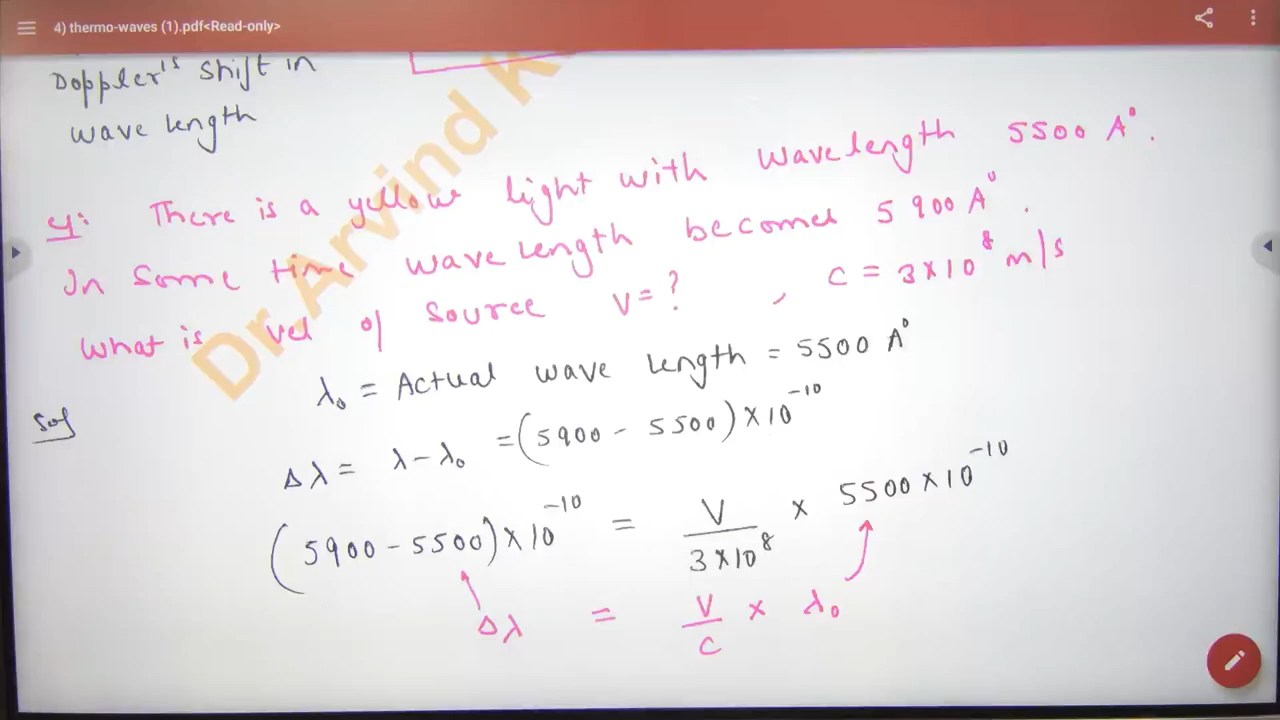 4) thermo-waves (1).pdf<Read-only>
Doppler's shift in
wave length
Dr.Arvind K
There is a yellow light with wavelength 5500 A°.
In some time wavelength becomes 5900 A°.
What is vel of source V=? , C = 3×10⁸ m/s
Sol
λ₀ = Actual wave length = 5500 A°
Δλ = λ-λ₀ = (5900 - 5500)×10⁻¹⁰
(5900-5500)×10⁻¹⁰ = V/3×10⁸ × 5500×10⁻¹⁰
Δλ = V/C × λ₀